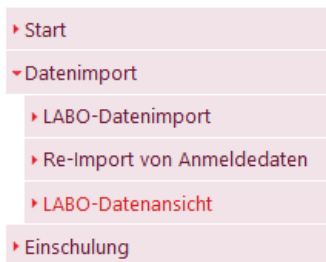 Start
Datenimport
LABO-Datenimport
Re-Import von Anmeldedaten
LABO-Datenansicht
Einschulung